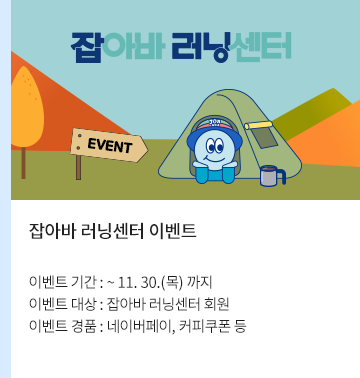 잡아바 러닝센터
EVENT
잡아바 러닝센터 이벤트
이벤트 기간 : ~ 11. 30.(목) 까지
이벤트 대상 : 잡아바 러닝센터 회원
이벤트 경품 : 네이버페이, 커피쿠폰 등